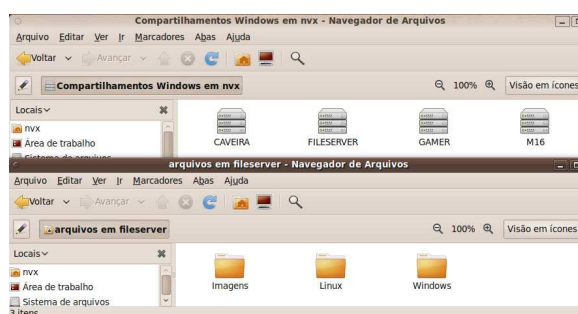 Compartilhamentos Windows em nvx - Navegador de Arquivos
Arquivo Editar Ver Ir Marcadores Abas Ajuda
Voltar Avançar
Compartilhamentos Windows em nvx 100% Visão em ícones
Locais
nvx
Área de trabalho
Sistema de arquivos
CAVEIRA FILESERVER GAMER M16
arquivos em fileserver - Navegador de Arquivos
Arquivo Editar Ver Ir Marcadores Abas Ajuda
Voltar Avançar
arquivos em fileserver 100% Visão em ícones
Locais
nvx
Área de trabalho
Sistema de arquivos
Imagens Linux Windows
3 itens